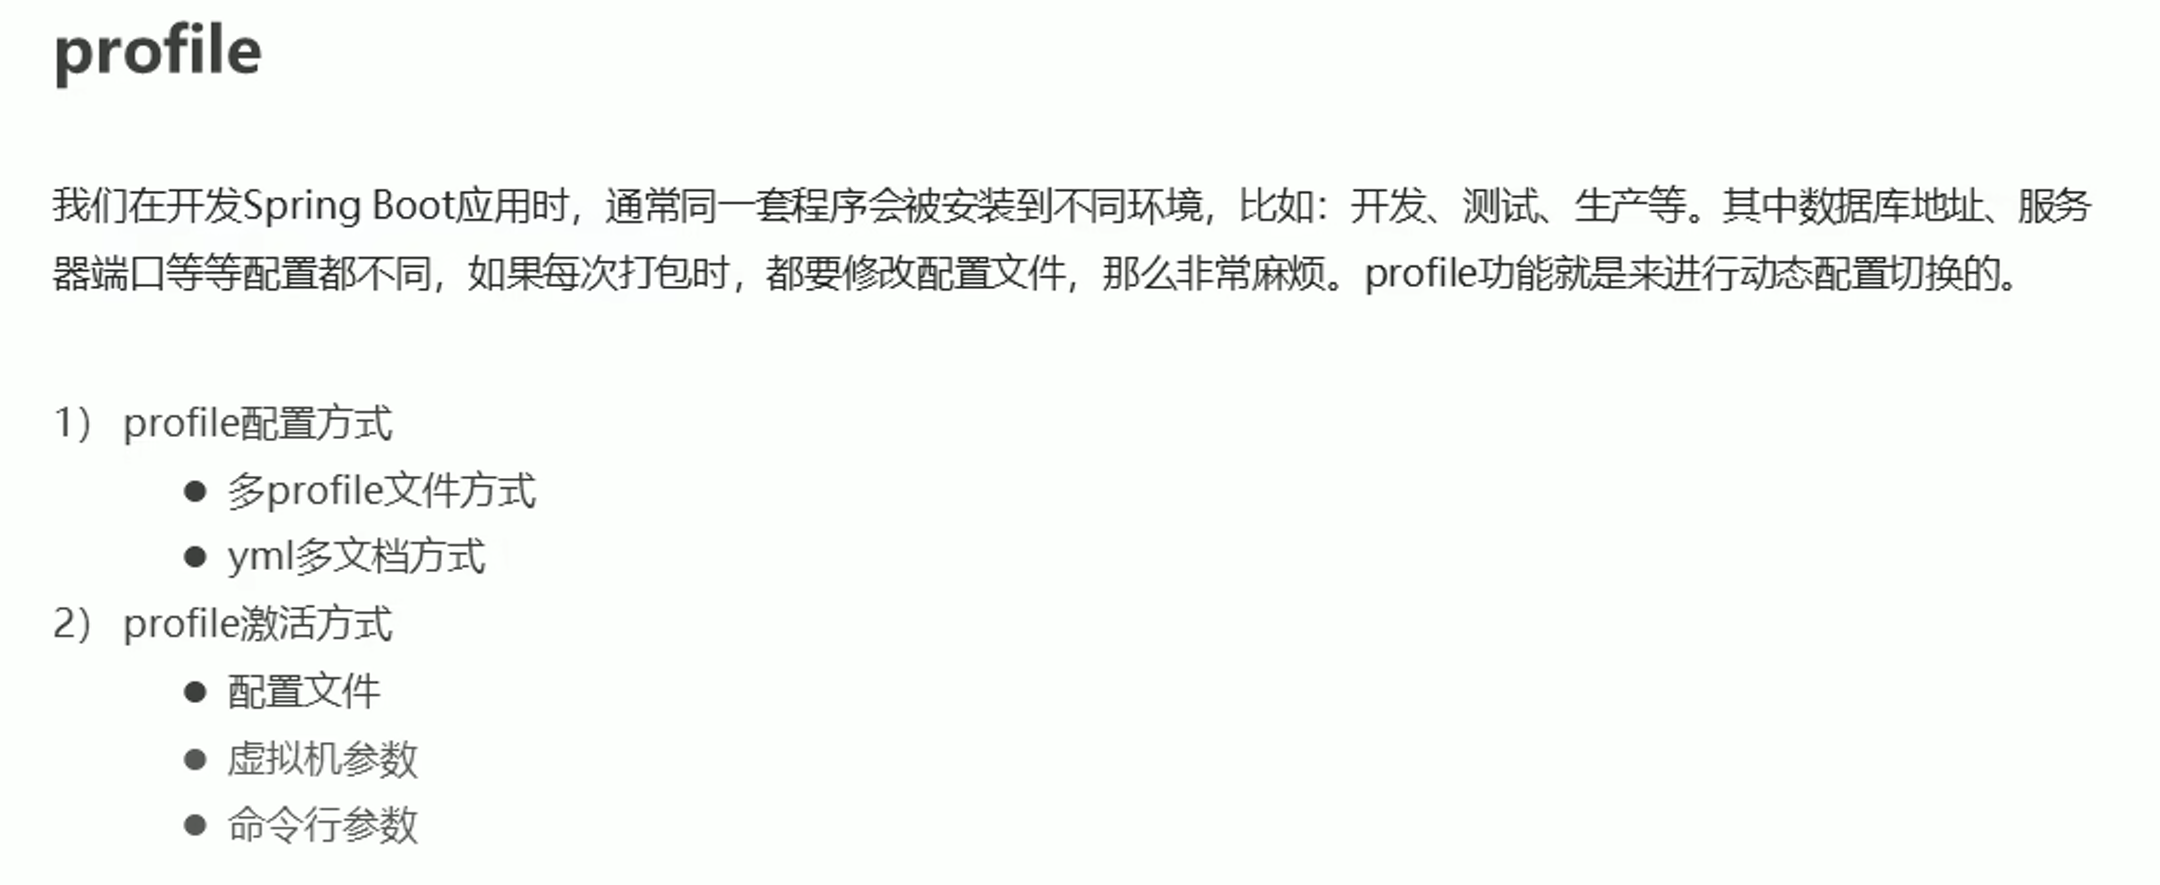 profile
我们在开发Spring Boot应用时，通常同一套程序会被安装到不同环境，比如：开发、测试、生产等。其中数据库地址、服务
器端口等等配置都不同，如果每次打包时，都要修改配置文件，那么非常麻烦。profile功能就是来进行动态配置切换的。
1） profile配置方式
● 多profile文件方式
● yml多文档方式
2） profile激活方式
● 配置文件
● 虚拟机参数
● 命令行参数